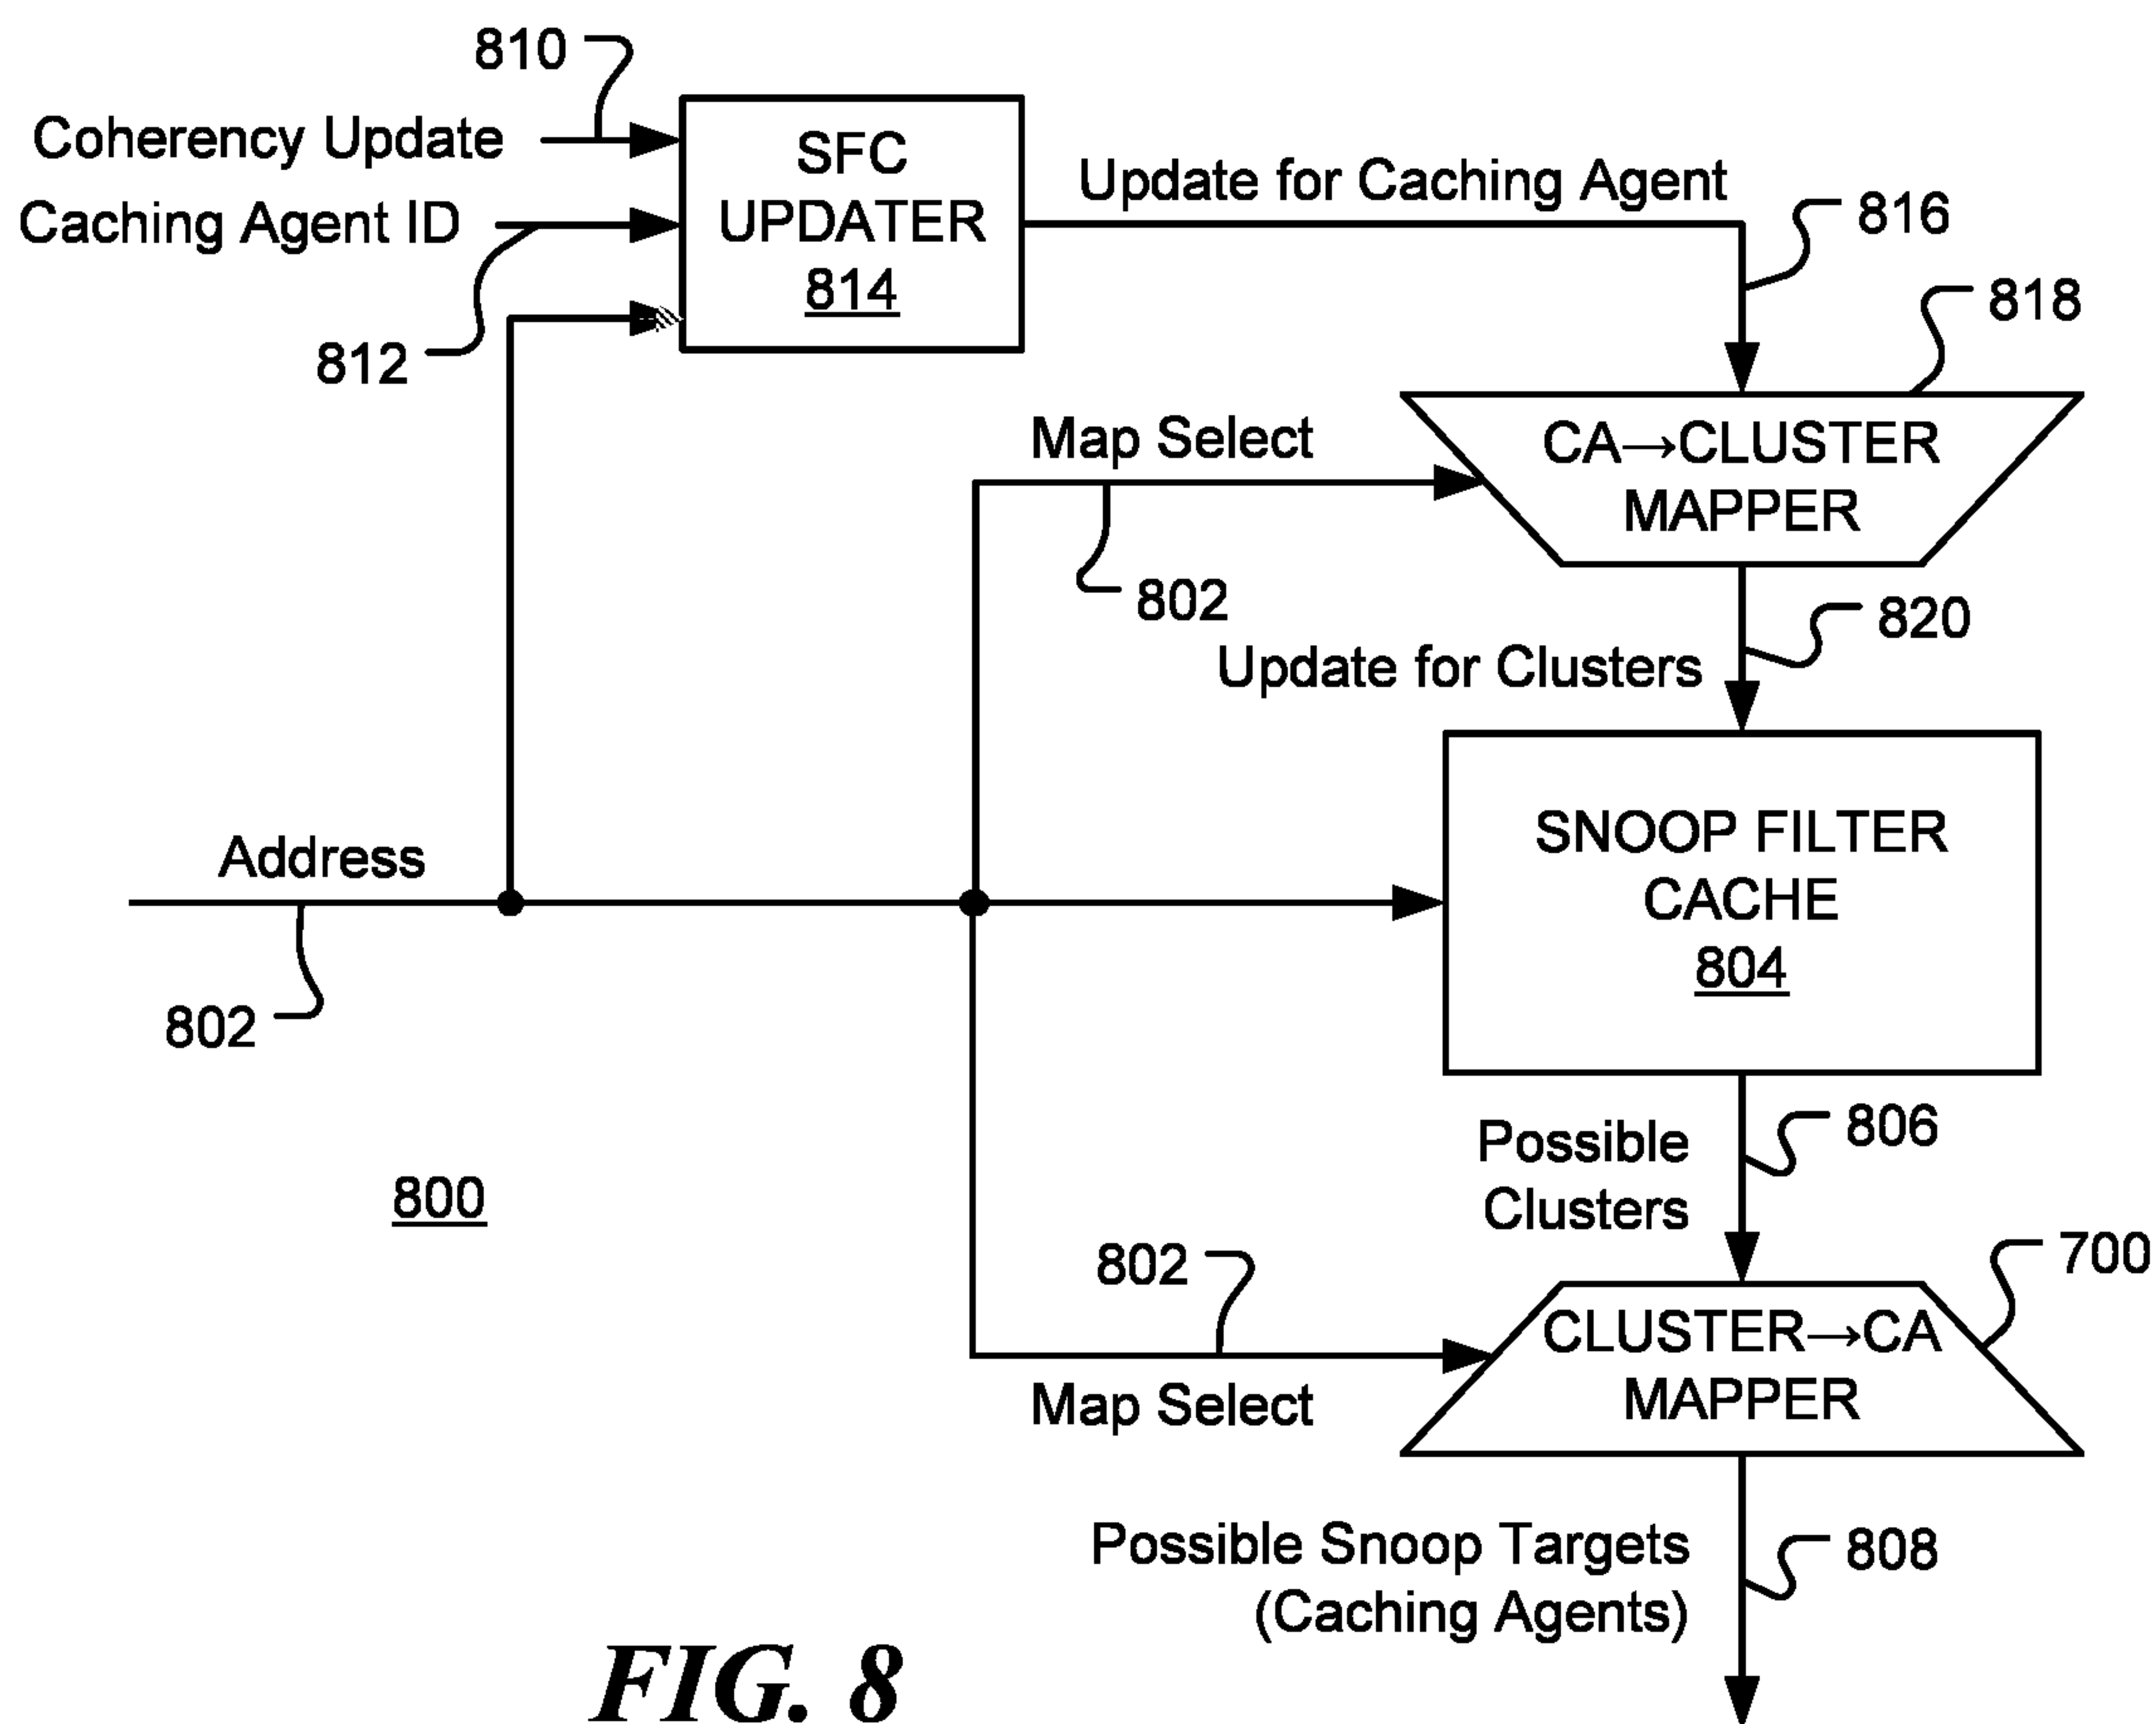 810
Coherency Update
Caching Agent ID
812
SFC
UPDATER
814
Update for Caching Agent
816
818
Map Select
802
CA→CLUSTER
MAPPER
820
Update for Clusters
Address
802
SNOOP FILTER
CACHE
804
800
Possible
Clusters
806
802
Map Select
700
CLUSTER→CA
MAPPER
Possible Snoop Targets
(Caching Agents)
808
FIG. 8